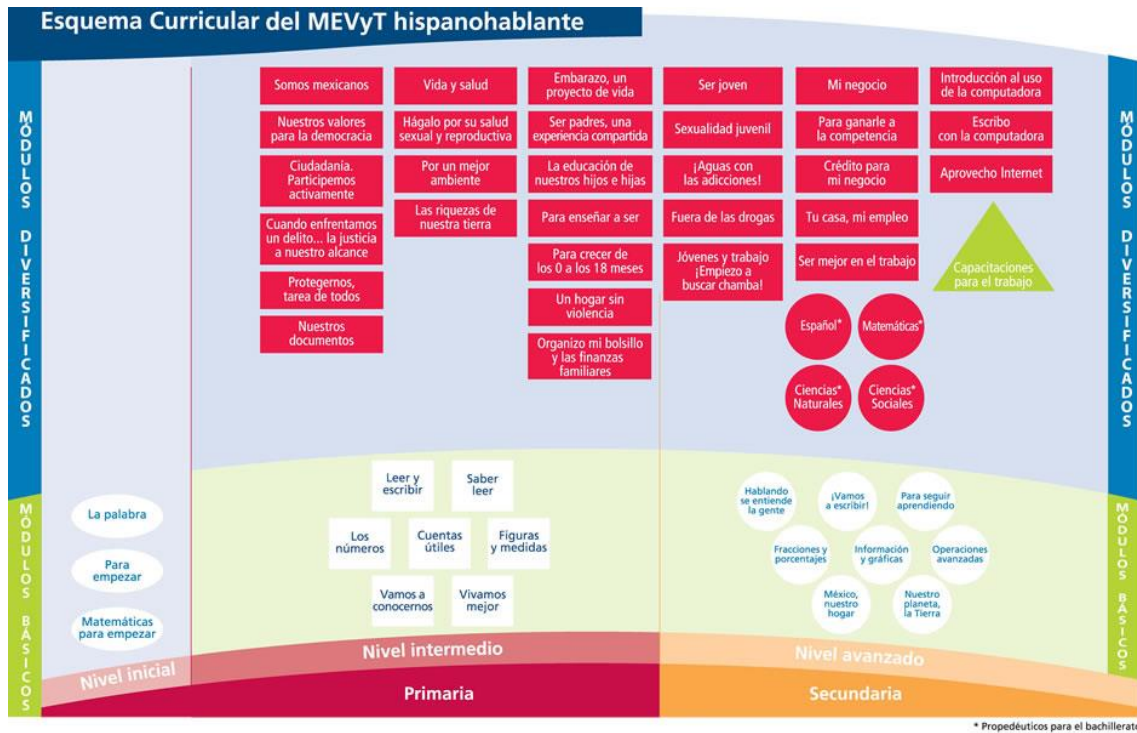 Esquema Curricular del MEVyT hispanohablante
MÓDULOS DIVERSIFICADOS
MÓDULOS BÁSICOS
Somos mexicanos
Nuestros valores
para la democracia
Ciudadanía.
Participemos
activamente
Cuando enfrentamos
un delito... la justicia
a nuestro alcance
Protegernos,
tarea de todos
Nuestros
documentos
Vida y salud
Hágalo por su salud
sexual y reproductiva
Por un mejor
ambiente
Las riquezas de
nuestra tierra
Embarazo, un
proyecto de vida
Ser padres, una
experiencia compartida
La educación de
nuestros hijos e hijas
Para enseñar a ser
Para crecer de
los 0 a los 18 meses
Un hogar sin
violencia
Organizo mi bolsillo
y las finanzas
familiares
Ser joven
Sexualidad juvenil
¡Aguas con
las adicciones!
Fuera de las drogas
Jóvenes y trabajo
¡Empiezo a
buscar chamba!
Mi negocio
Para ganarle a
la competencia
Crédito para
mi negocio
Tu casa, mi empleo
Ser mejor en el trabajo
Español*
Matemáticas*
Ciencias*
Naturales
Ciencias*
Sociales
Introducción al uso
de la computadora
Escribo
con la computadora
Aprovecho Internet
Capacitaciones
para el trabajo
MÓDULOS DIVERSIFICADOS
MÓDULOS BÁSICOS
La palabra
Para
empezar
Matemáticas
para empezar
Leer y
escribir
Saber
leer
Los
números
Cuentas
útiles
Figuras
y medidas
Vamos a
conocernos
Vivamos
mejor
Hablando
se entiende
la gente
¡Vamos
a escribir!
Para seguir
aprendiendo
Fracciones y
porcentajes
Información
y gráficas
Operaciones
avanzadas
México,
nuestro
hogar
Nuestro
planeta,
la Tierra
Nivel inicial
Nivel intermedio
Nivel avanzado
Primaria
Secundaria
* Propedéuticos para el bachillerato